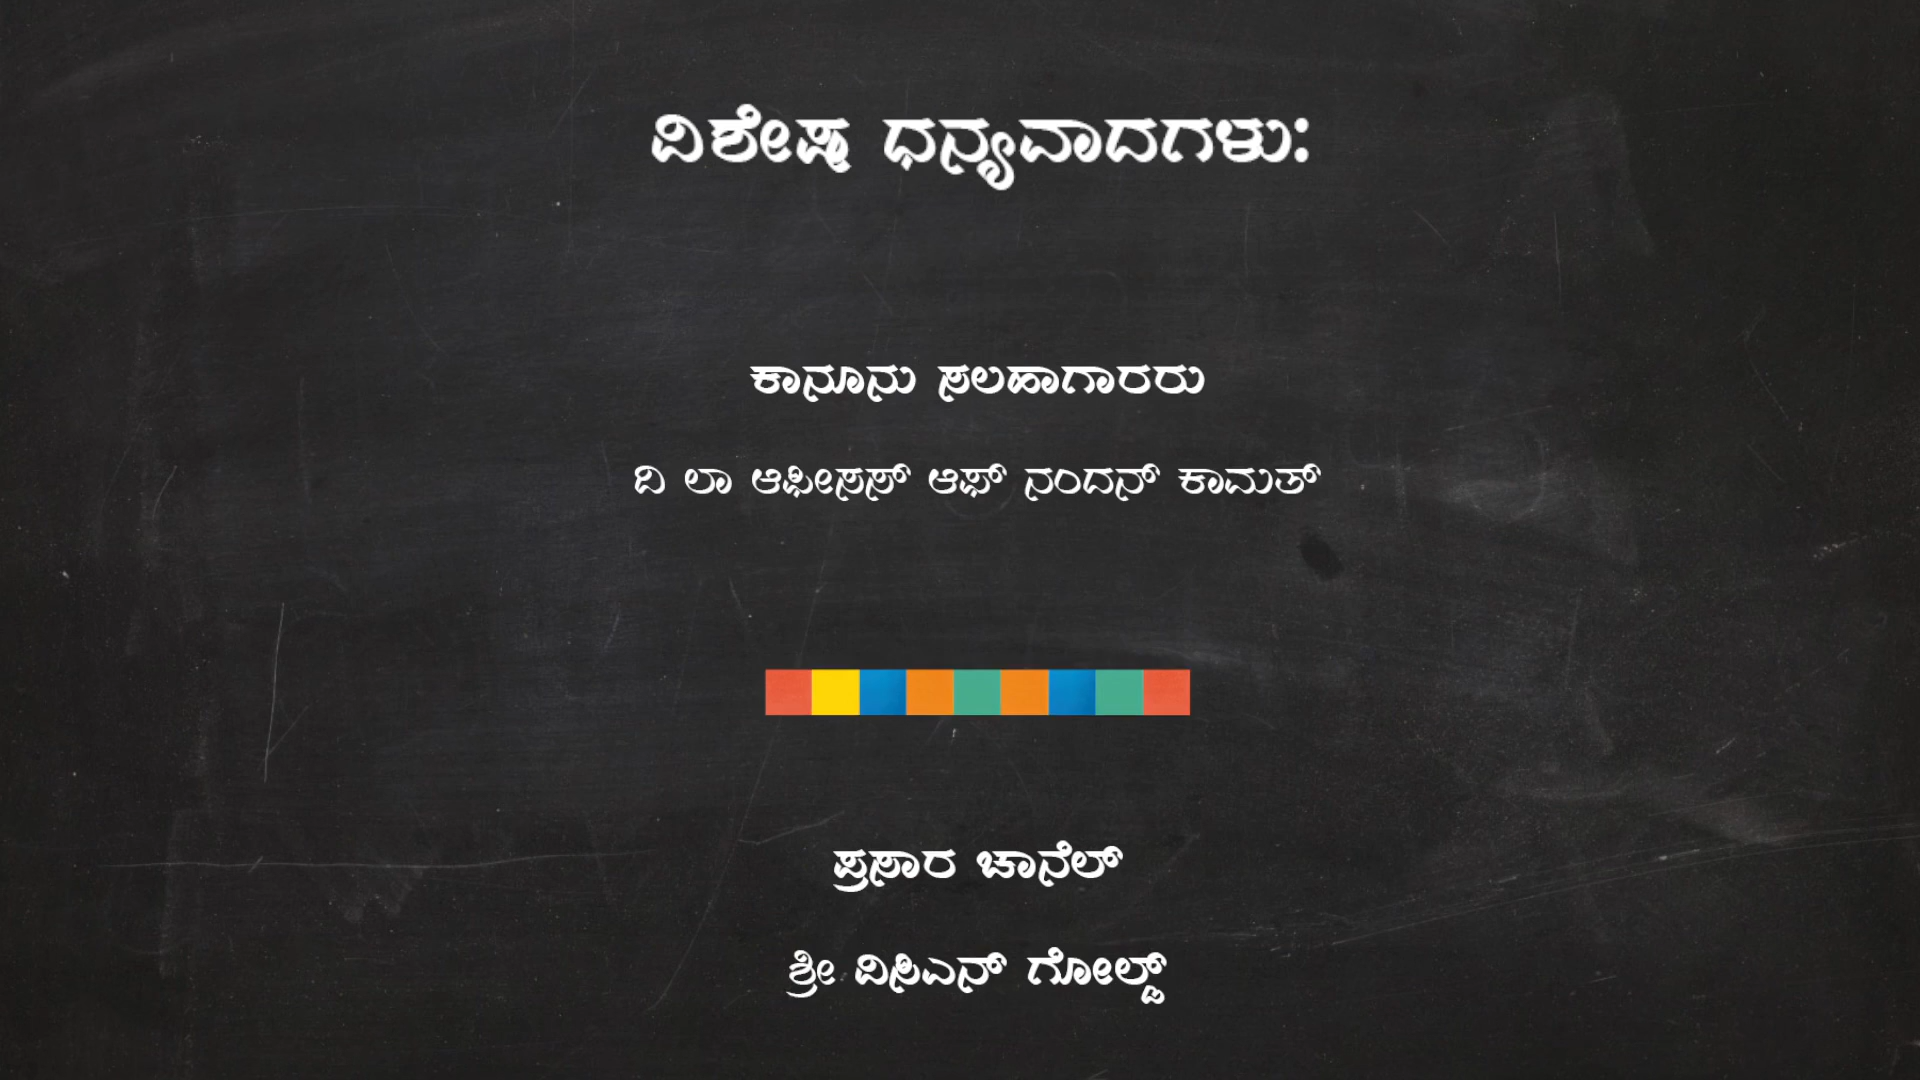 ವಿಶೇಷ ಧನ್ಯವಾದಗಳು:
ಕಾನೂನು ಸಲಹಾಗಾರರು
ದಿ ಲಾ ಆಫೀಸಸ್ ಆಫ್ ನಂದನ್ ಕಾಮತ್
ಪ್ರಸಾರ ಚಾನೆಲ್
ಶ್ರೀ ವಿಸಿಎನ್ ಗೋಲ್ಡ್